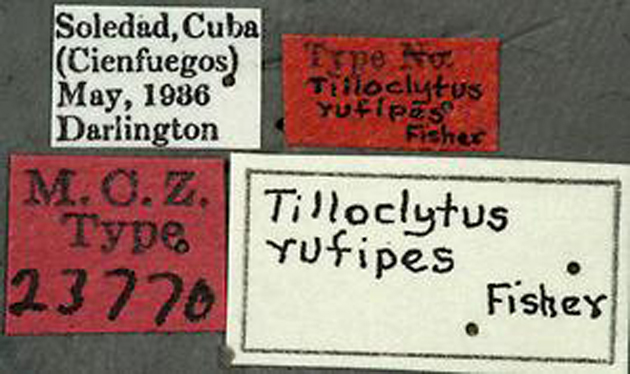 Soledad, Cuba
(Cienfuegos)
May, 1936
Darlington
Type No.
Tilloclytus
rufipes
Fisher
M. C. Z.
Type
23770
Tilloclytus
rufipes
Fisher